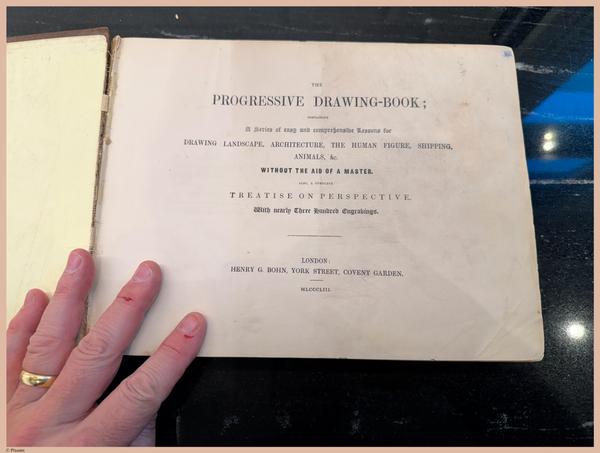 THE
PROGRESSIVE DRAWING-BOOK;
CONTAINING
A Series of easy and comprehensive Lessons for
DRAWING LANDSCAPE, ARCHITECTURE, THE HUMAN FIGURE, SHIPPING,
ANIMALS, &c.
WITHOUT THE AID OF A MASTER.
ALSO, A COMPLETE
TREATISE ON PERSPECTIVE.
With nearly Three Hundred Engravings.
LONDON:
HENRY G. BOHN, YORK STREET, COVENT GARDEN.
MLCCCLIII.